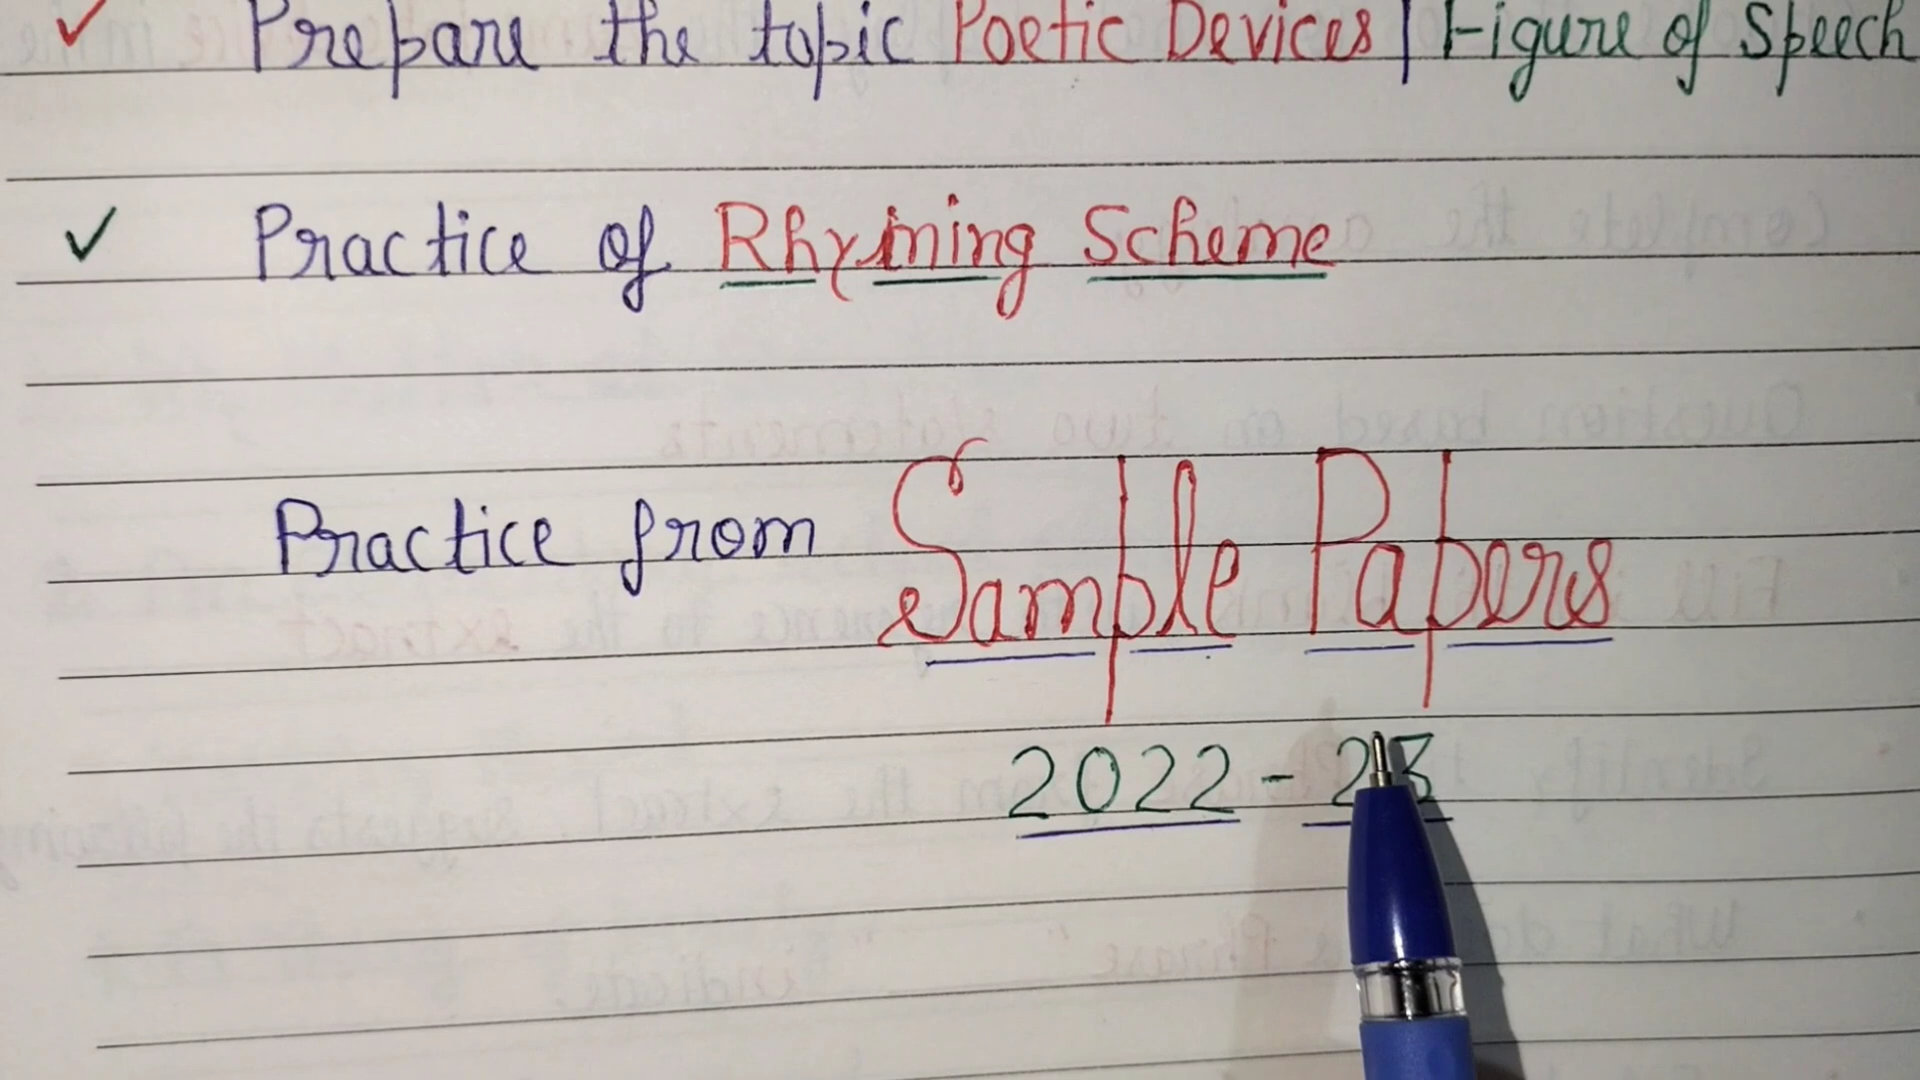 Prepare the topic Poetic Devices | Figure of Speech
Practice of Rhyming Scheme
Practice from Sample Papers
2022-23